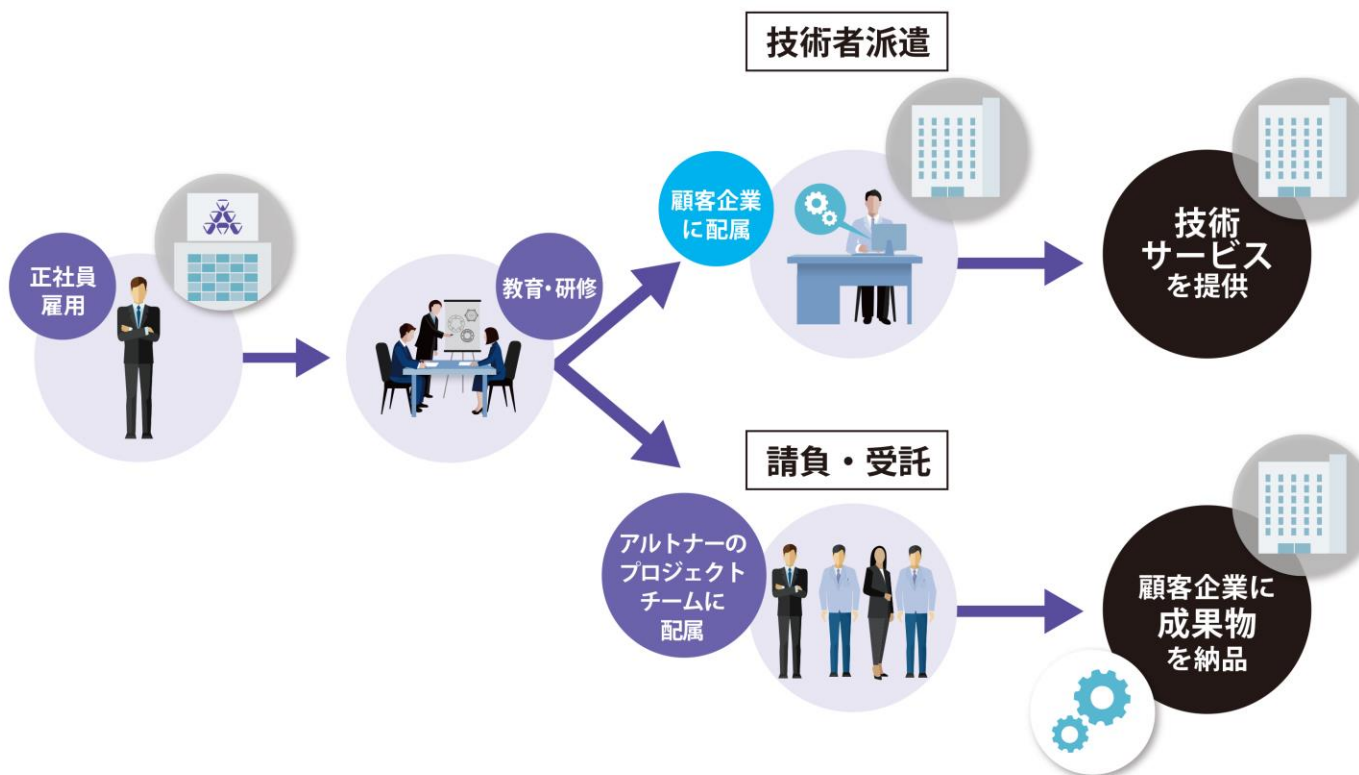 技術者派遣
正社員
雇用
教育・研修
顧客企業
に配属
技術
サービス
を提供
請負・受託
アルトナーの
プロジェクト
チームに
配属
顧客企業に
成果物
を納品